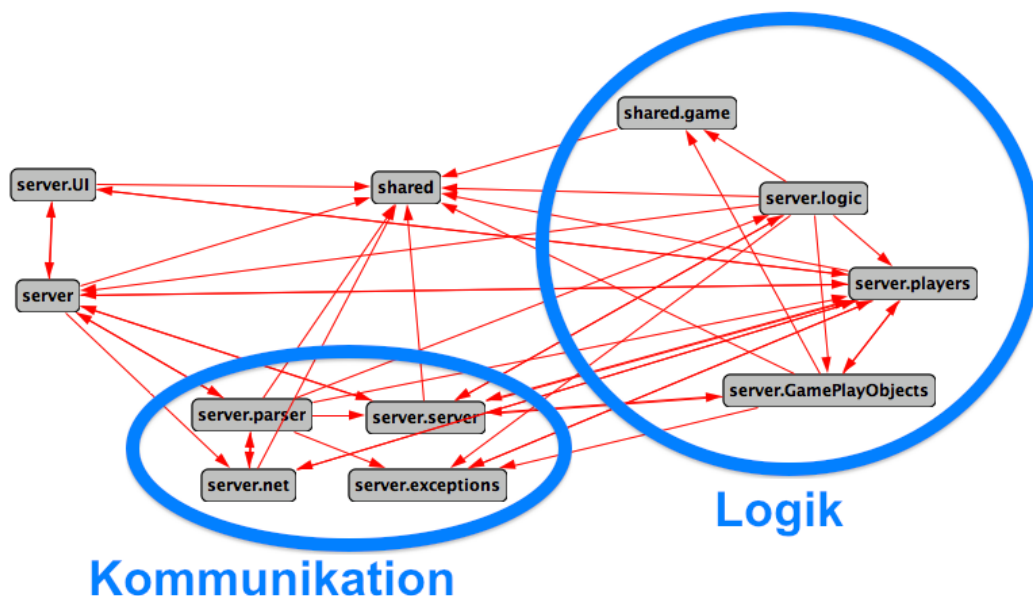 shared.game
server.UI
shared
server.logic
server
server.players
server.GamePlayObjects
server.parser
server.server
server.net
server.exceptions
Logik
Kommunikation